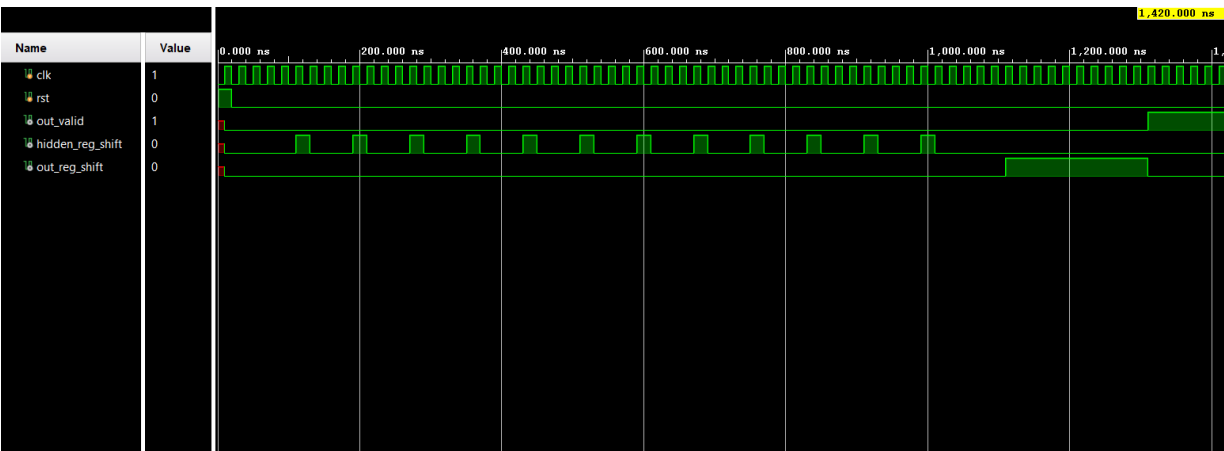 1,420.000 ns
Name Value
0.000 ns 200.000 ns 400.000 ns 600.000 ns 800.000 ns 1,000.000 ns 1,200.000 ns 1,
clk 1
rst 0
out_valid 1
hidden_reg_shift 0
out_reg_shift 0